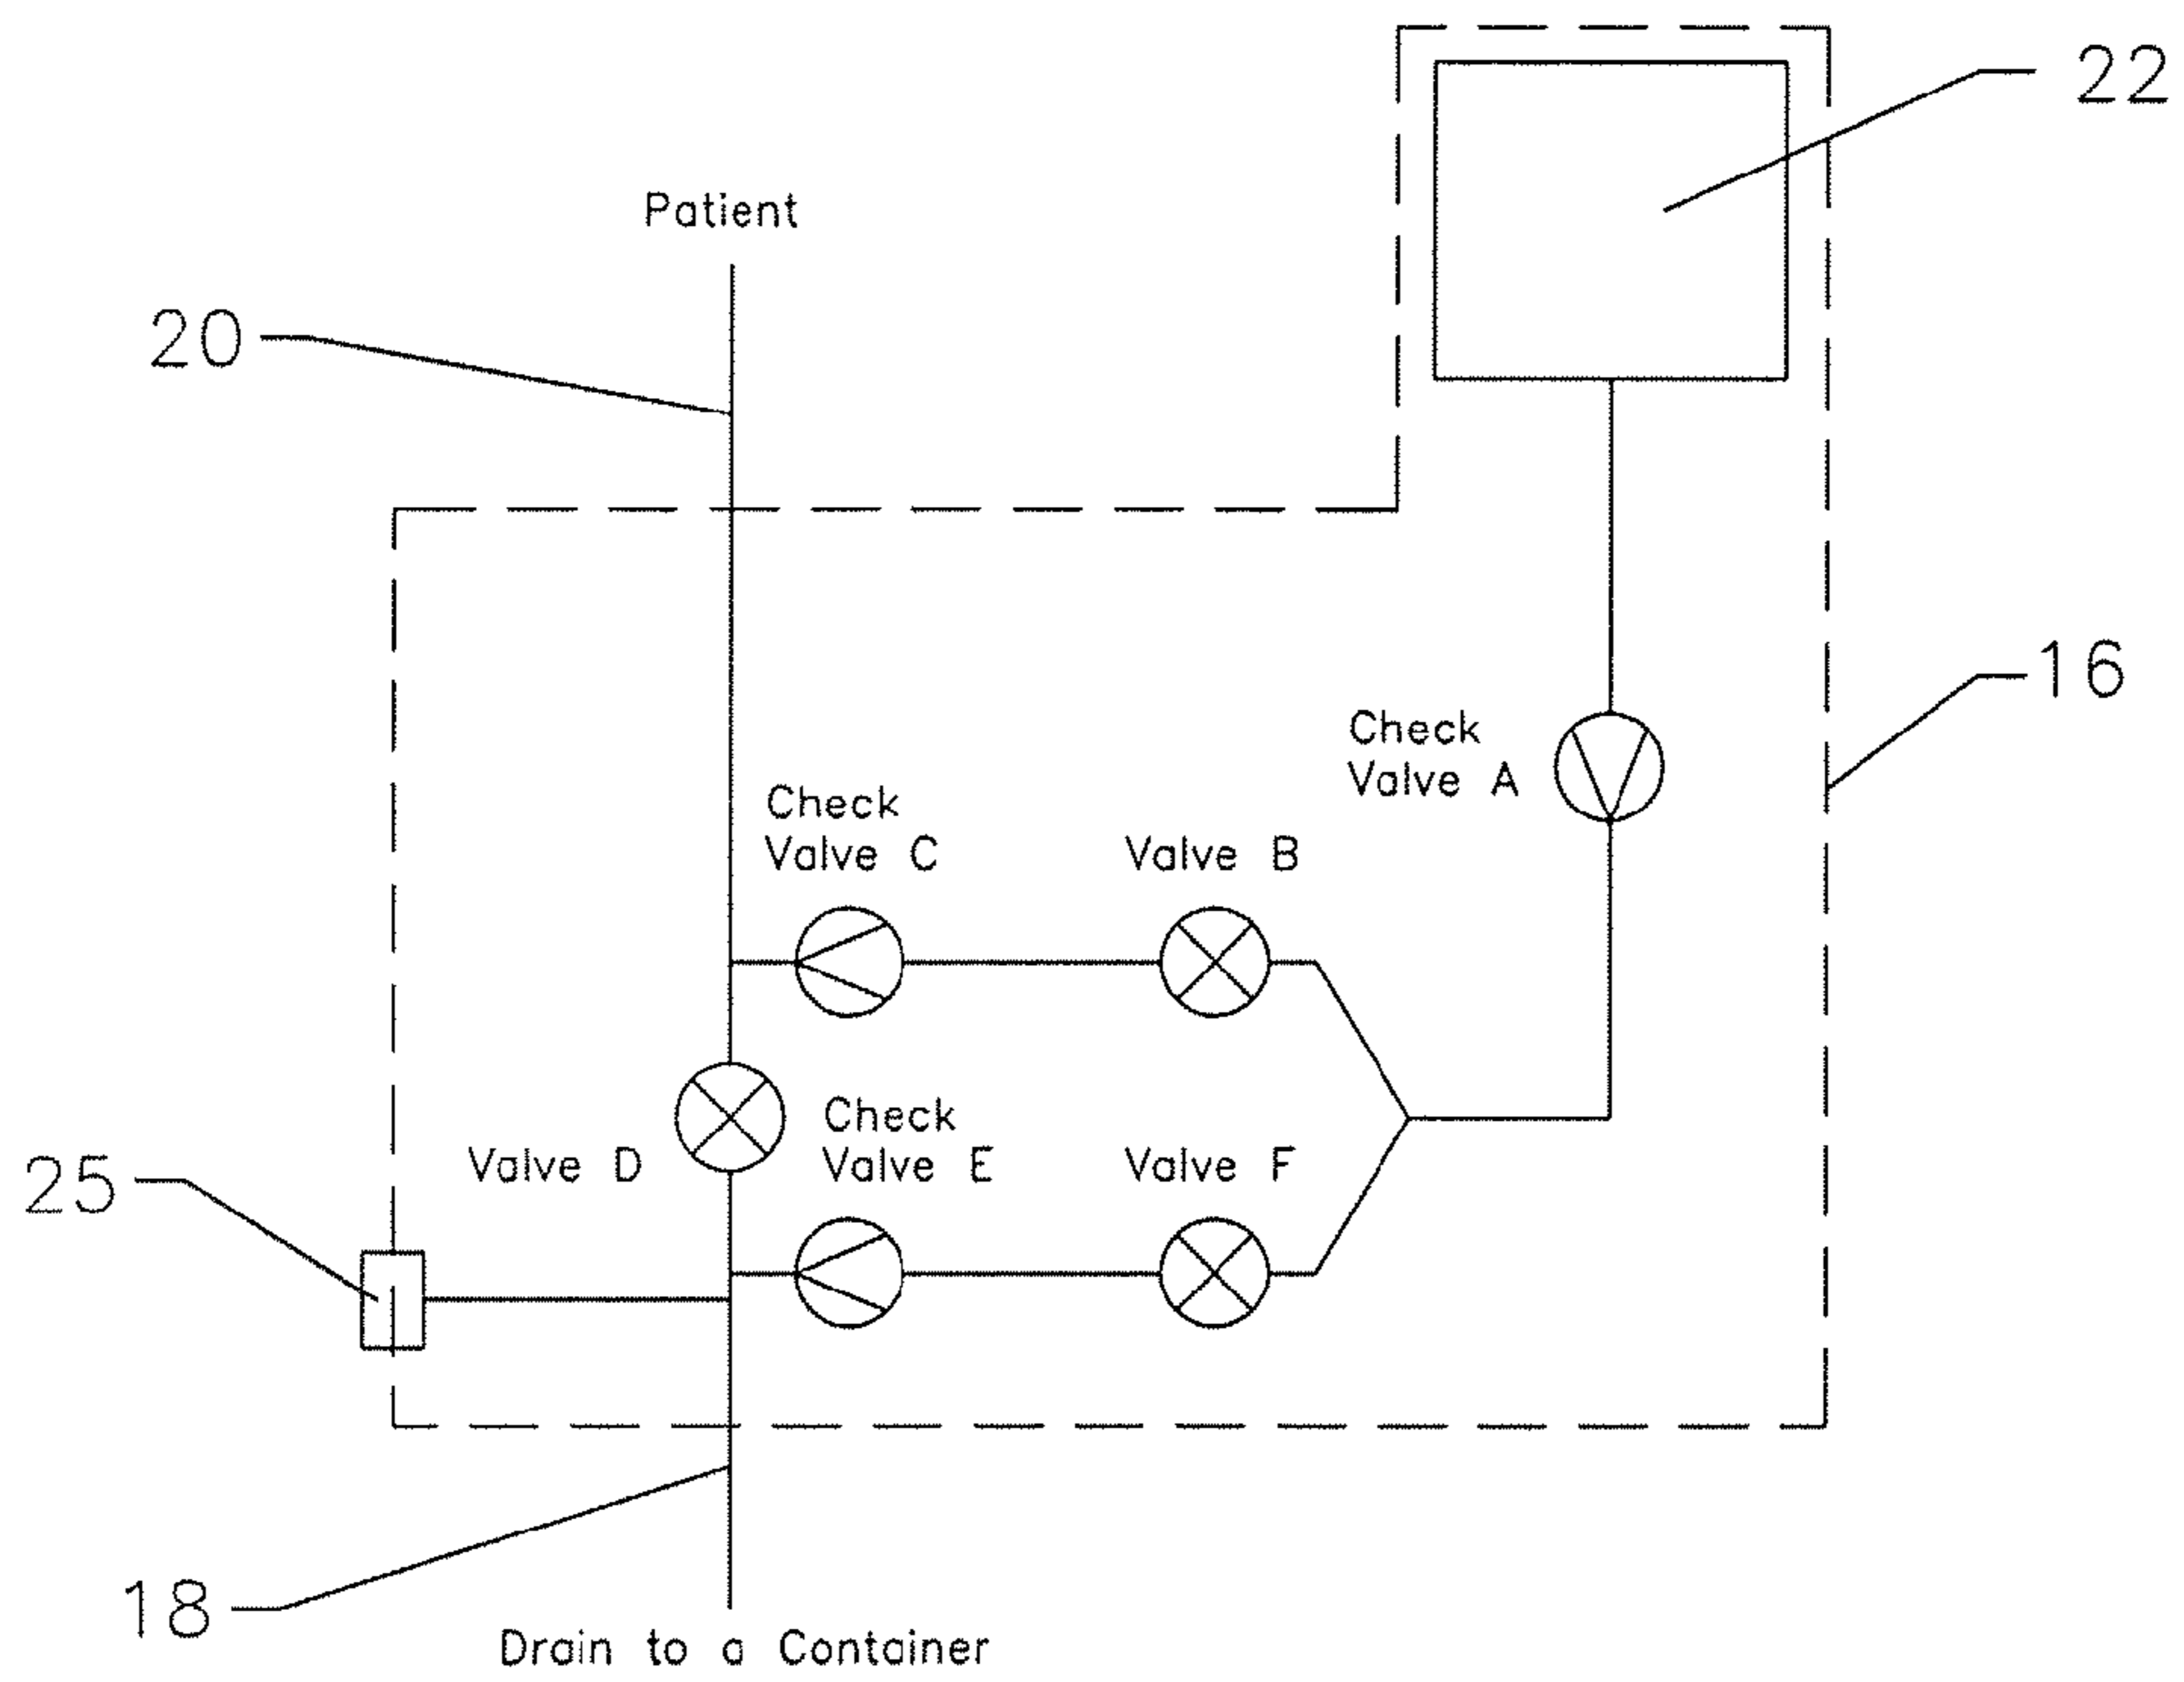 22
Patient
20
16
Check
Valve A
Check
Valve C
Valve B
Check
Valve E
Valve D
Valve F
25
18
Drain to a Container